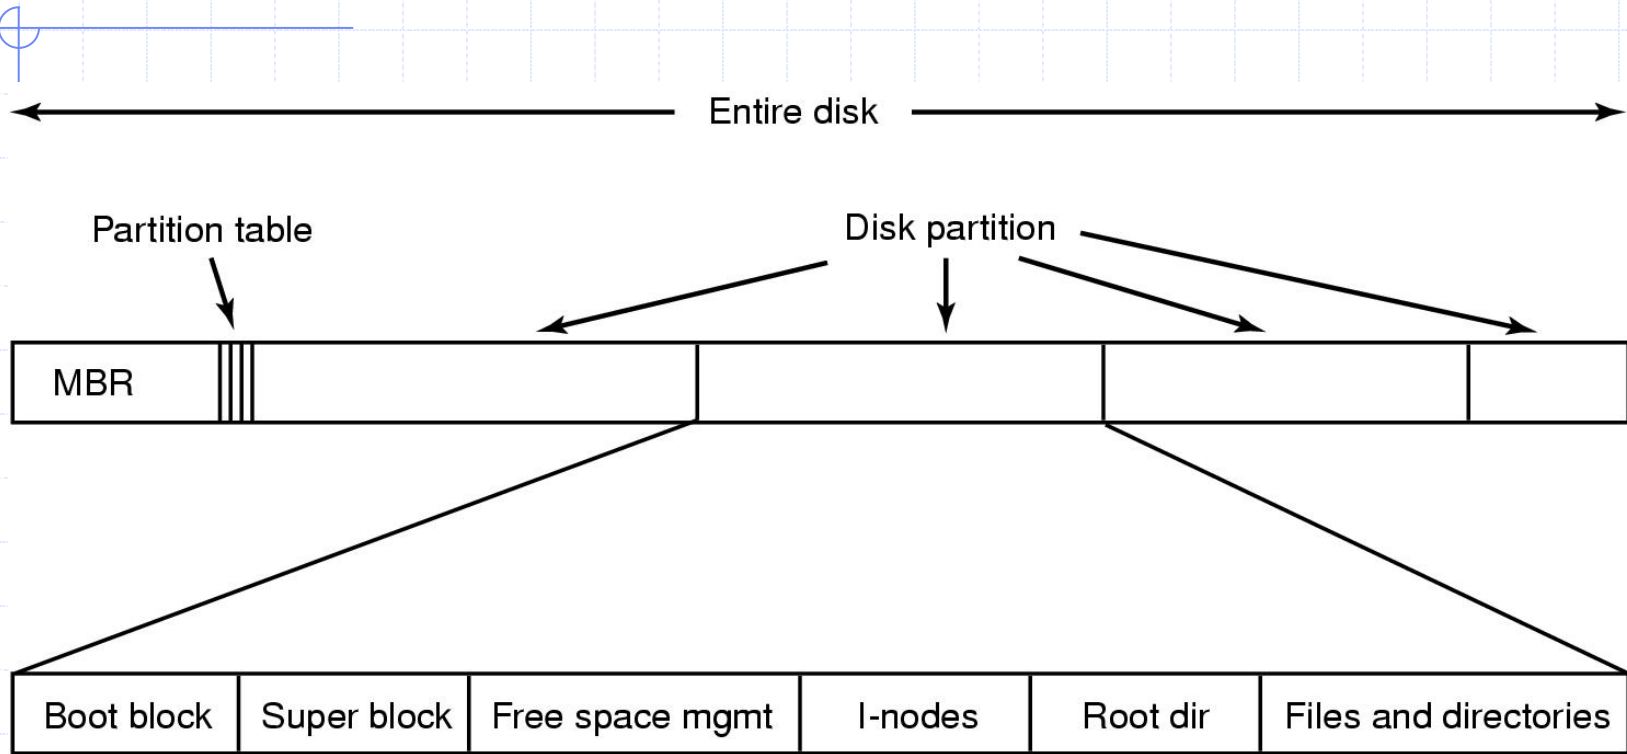 Entire disk
Partition table
Disk partition
MBR
Boot block
Super block
Free space mgmt
I-nodes
Root dir
Files and directories